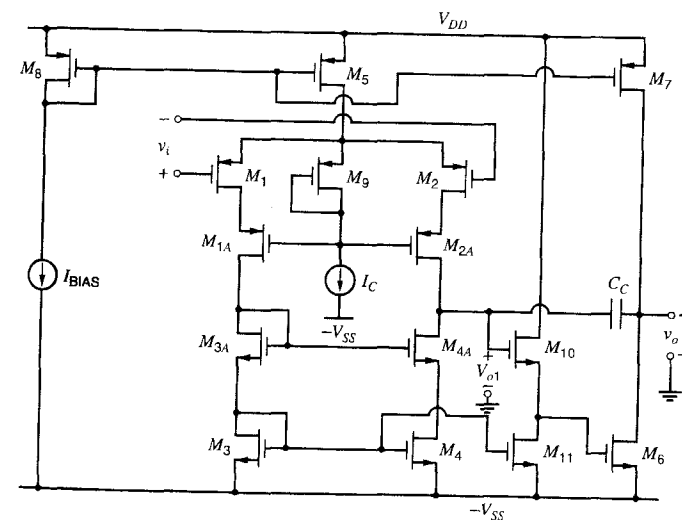 V_DD
M_8
M_5
M_7
−
v_i
+
M_1
M_9
M_2
M_1A
M_2A
I_BIAS
I_C
C_C
−V_SS
M_3A
M_4A
+
V_o1
−
M_10
+
v_o
−
M_3
M_4
M_11
M_6
−V_SS